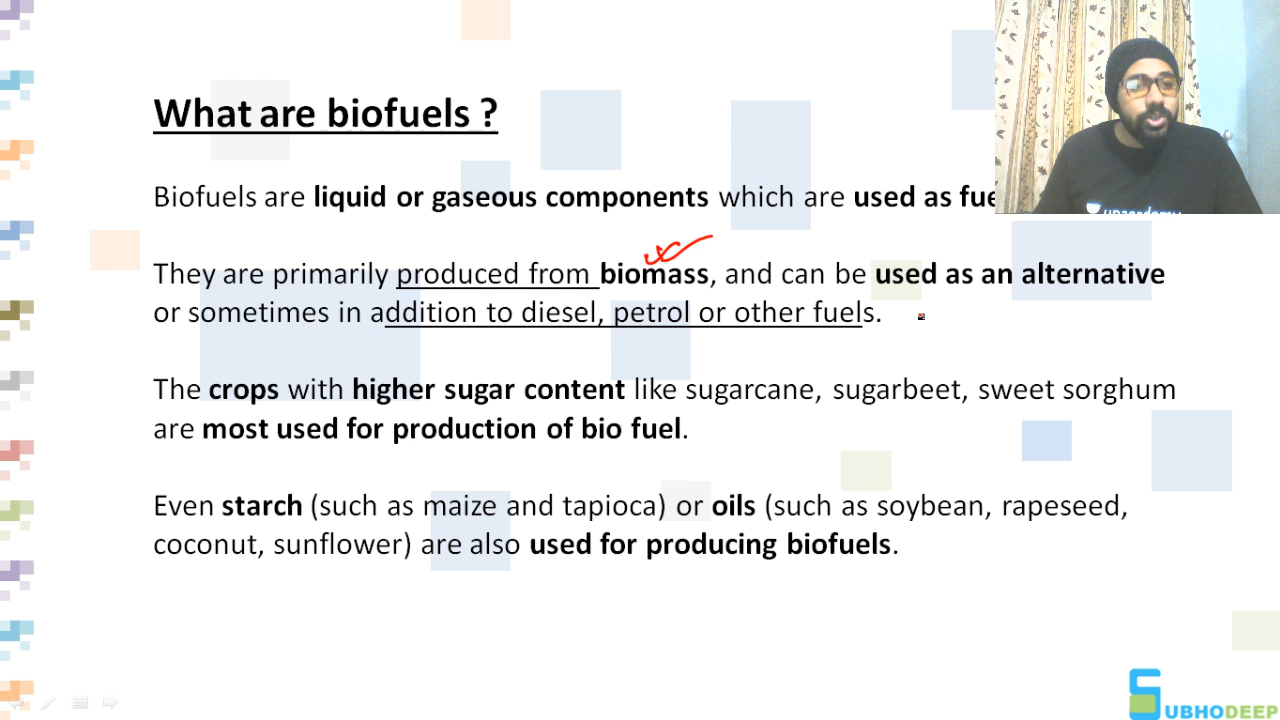 What are biofuels ?
Biofuels are liquid or gaseous components which are used as fue
They are primarily produced from biomass, and can be used as an alternative
or sometimes in addition to diesel, petrol or other fuels.
The crops with higher sugar content like sugarcane, sugarbeet, sweet sorghum
are most used for production of bio fuel.
Even starch (such as maize and tapioca) or oils (such as soybean, rapeseed,
coconut, sunflower) are also used for producing biofuels.
SUBHODEEP